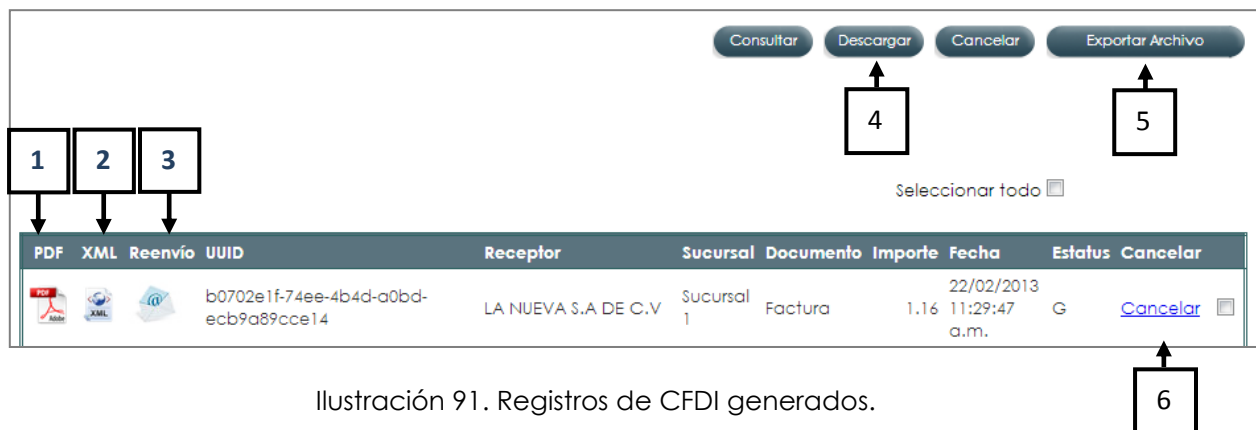 Consultar Descargar Cancelar Exportar Archivo
4 5
1 2 3
Seleccionar todo
PDF XML Reenvío UUID Receptor Sucursal Documento Importe Fecha Estatus Cancelar
PDF Adobe XML @ b0702e1f-74ee-4b4d-a0bd-ecb9a89cce14 LA NUEVA S.A DE C.V Sucursal 1 Factura 1.16 22/02/2013 11:29:47 a.m. G Cancelar
6
Ilustración 91. Registros de CFDI generados.